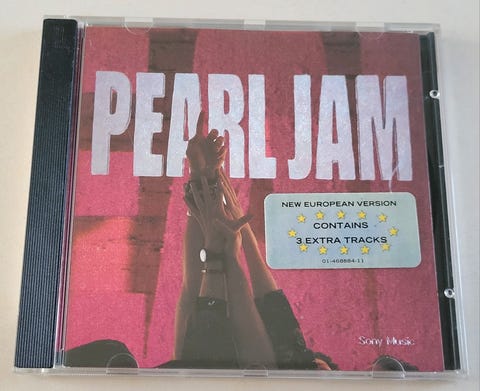 PEARL JAM
NEW EUROPEAN VERSION
CONTAINS
3 EXTRA TRACKS
01-468884-11
Sony Music